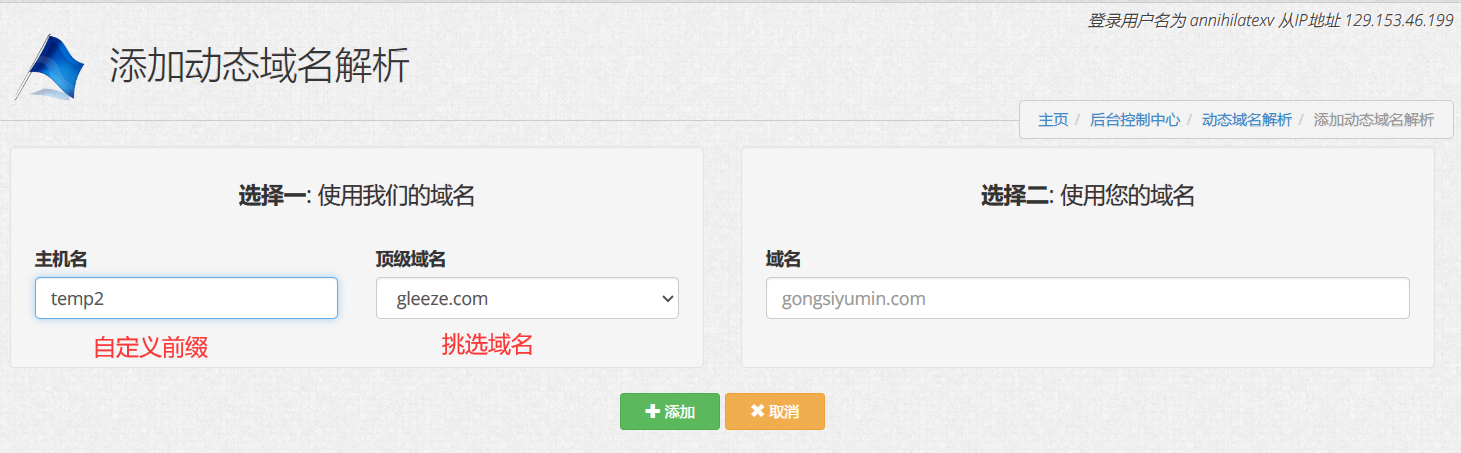 登录用户名为 annihilatexv 从IP地址 129.153.46.199
添加动态域名解析
主页 / 后台控制中心 / 动态域名解析 / 添加动态域名解析
选择一: 使用我们的域名
主机名
顶级域名
temp2
gleeze.com
自定义前缀
挑选域名
选择二: 使用您的域名
域名
gongsiyumin.com
添加
取消